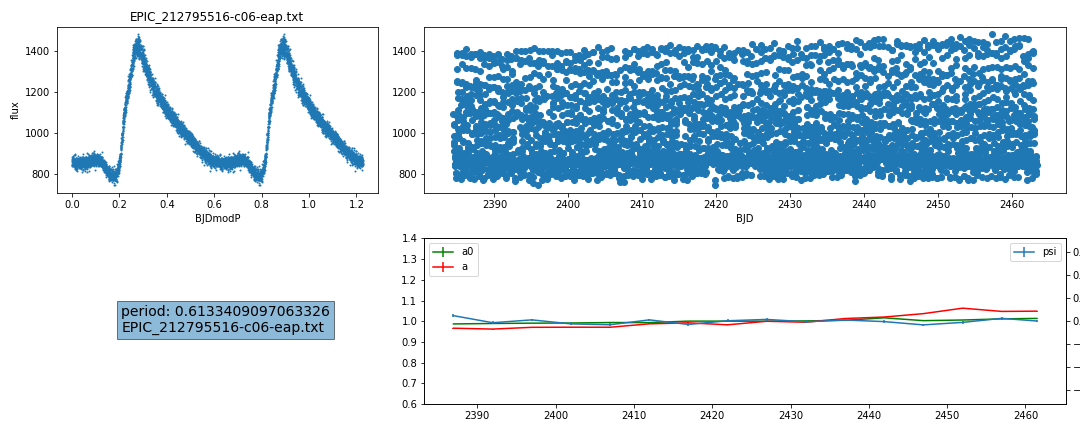 EPIC_212795516-c06-eap.txt
flux
1400
1200
1000
800
0.0 0.2 0.4 0.6 0.8 1.0 1.2
BJDmodP
1400
1200
1000
800
2390 2400 2410 2420 2430 2440 2450 2460
BJD
period: 0.6133409097063326
EPIC_212795516-c06-eap.txt
1.4
1.3
1.2
1.1
1.0
0.9
0.8
0.7
0.6
a0
a
psi
2390 2400 2410 2420 2430 2440 2450 2460